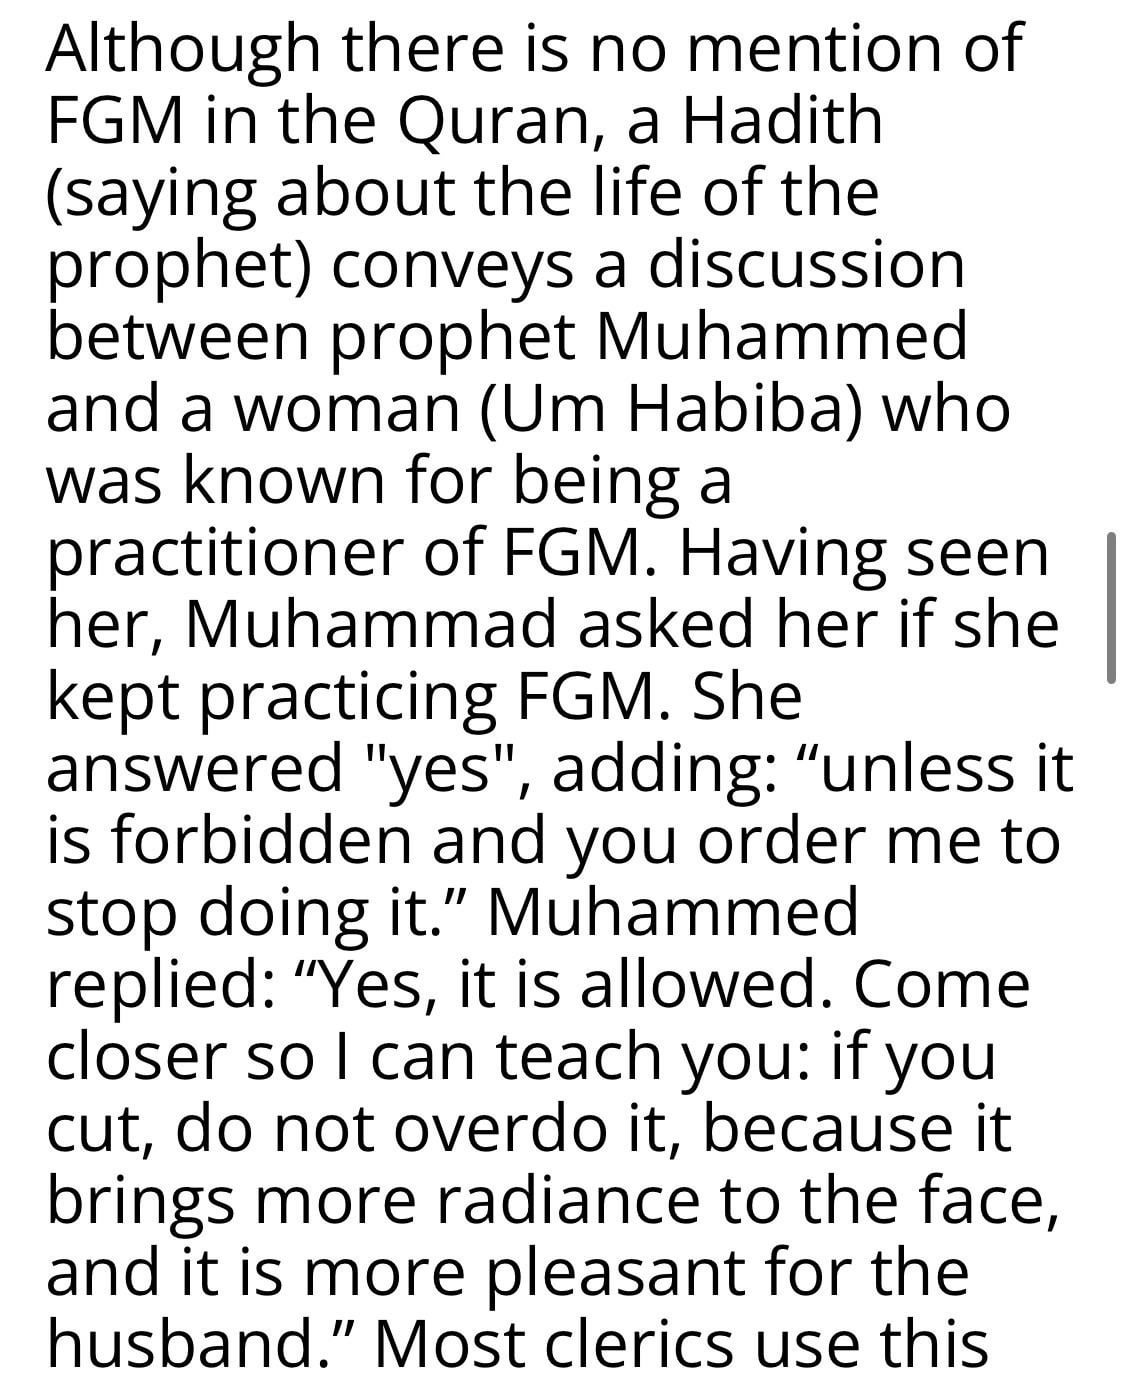 Although there is no mention of
FGM in the Quran, a Hadith
(saying about the life of the
prophet) conveys a discussion
between prophet Muhammed
and a woman (Um Habiba) who
was known for being a
practitioner of FGM. Having seen
her, Muhammad asked her if she
kept practicing FGM. She
answered "yes", adding: “unless it
is forbidden and you order me to
stop doing it.” Muhammed
replied: “Yes, it is allowed. Come
closer so I can teach you: if you
cut, do not overdo it, because it
brings more radiance to the face,
and it is more pleasant for the
husband.” Most clerics use this